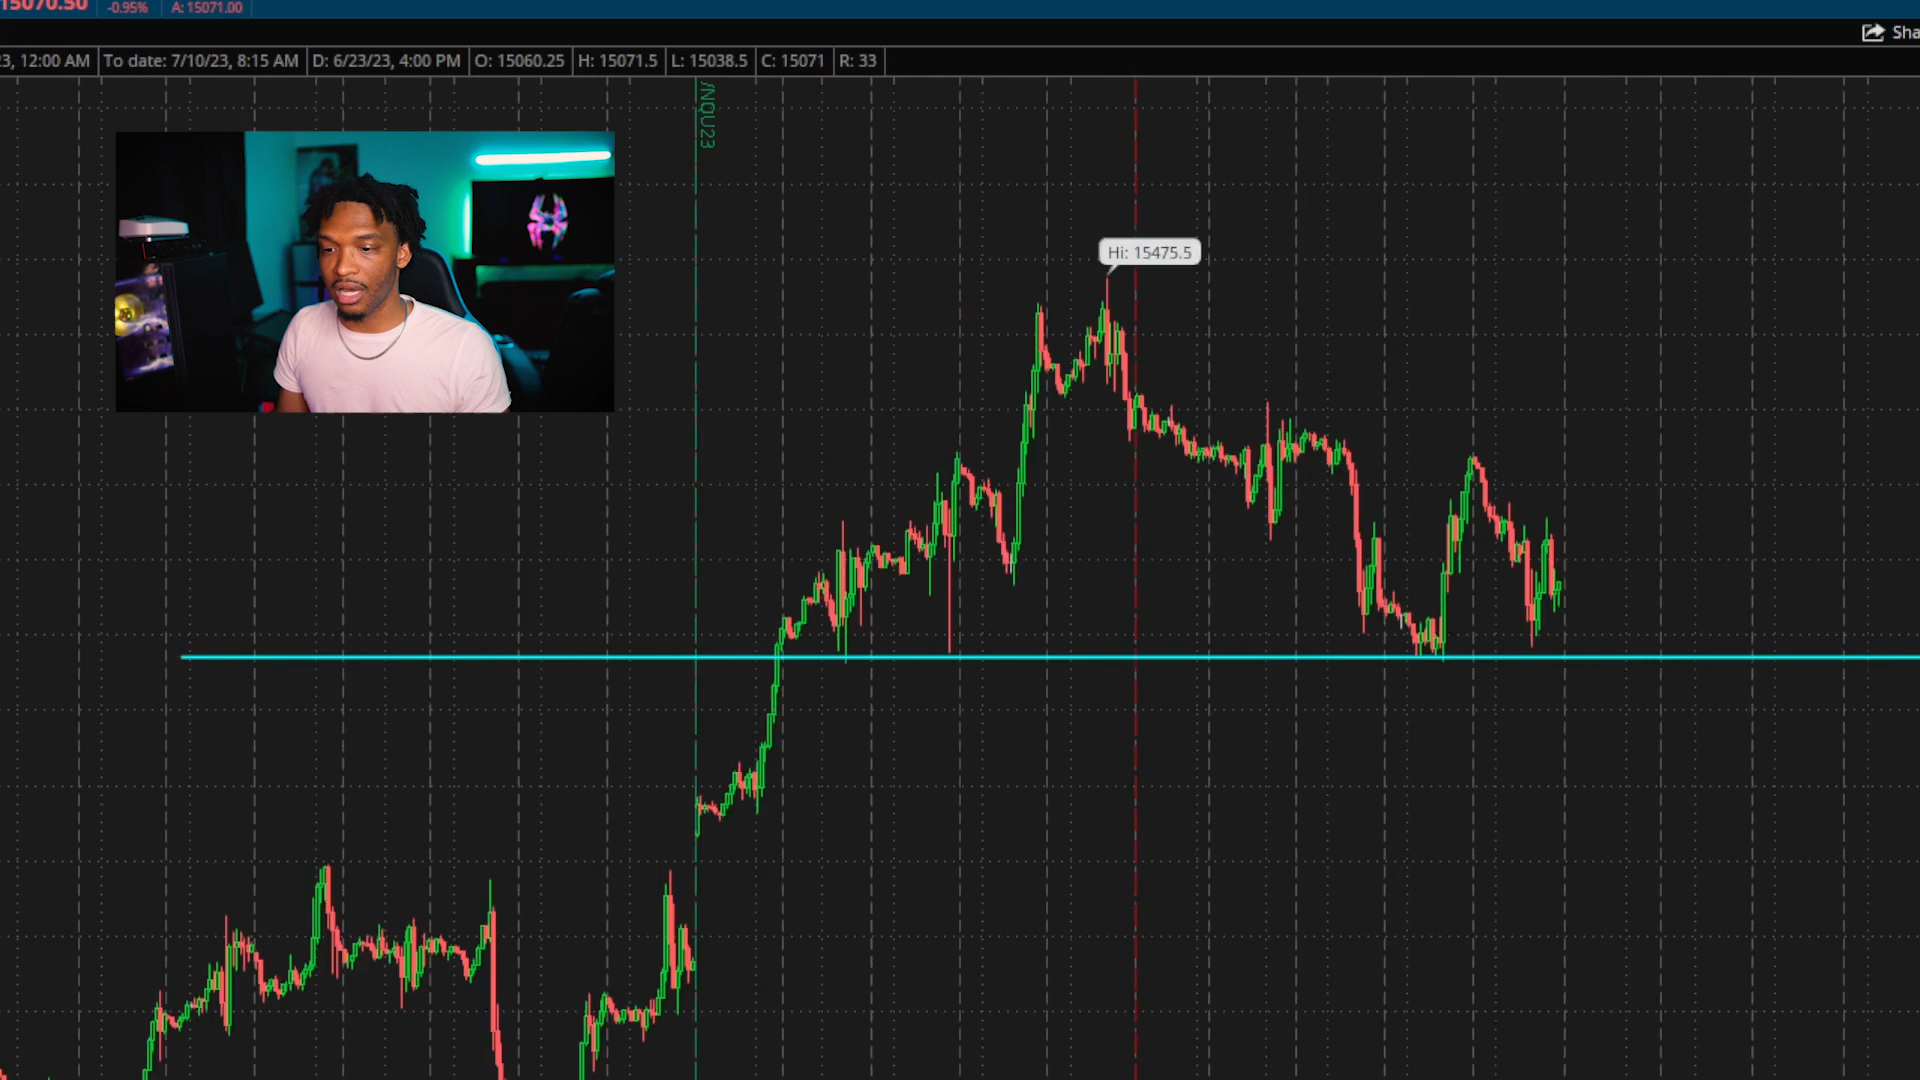 15070.50 -0.95% A: 15071.00
Sha
23, 12:00 AM To date: 7/10/23, 8:15 AM D: 6/23/23, 4:00 PM O: 15060.25 H: 15071.5 L: 15038.5 C: 15071 R: 33
/NQU23
Hi: 15475.5